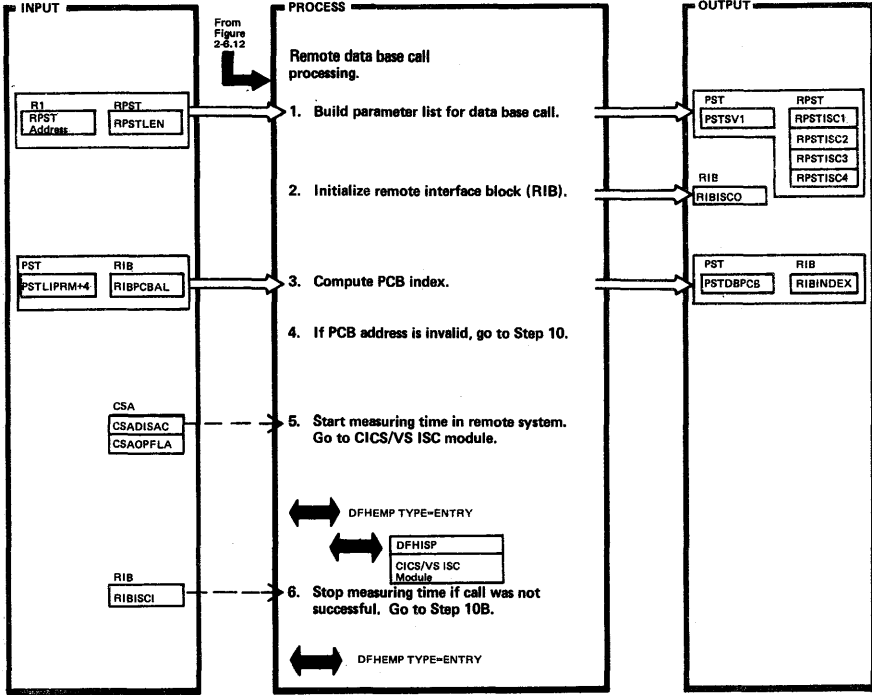 INPUT
PROCESS
OUTPUT
From
Figure
2-6.12
Remote data base call
processing.
R1
RPST
RPST
Address
RPSTLEN
1. Build parameter list for data base call.
PST
RPST
PSTSV1
RPSTISC1
RPSTISC2
RPSTISC3
RPSTISC4
2. Initialize remote interface block (RIB).
RIB
RIBISCO
PST
RIB
PSTLIPRM+4
RIBPCBAL
3. Compute PCB index.
PST
RIB
PSTDBPCB
RIBINDEX
4. If PCB address is invalid, go to Step 10.
CSA
CSADISAC
CSAOPFLA
5. Start measuring time in remote system.
Go to CICS/VS ISC module.
DFHEMP TYPE=ENTRY
DFHISP
CICS/VS ISC
Module
RIB
RIBISCI
6. Stop measuring time if call was not
successful. Go to Step 10B.
DFHEMP TYPE=ENTRY